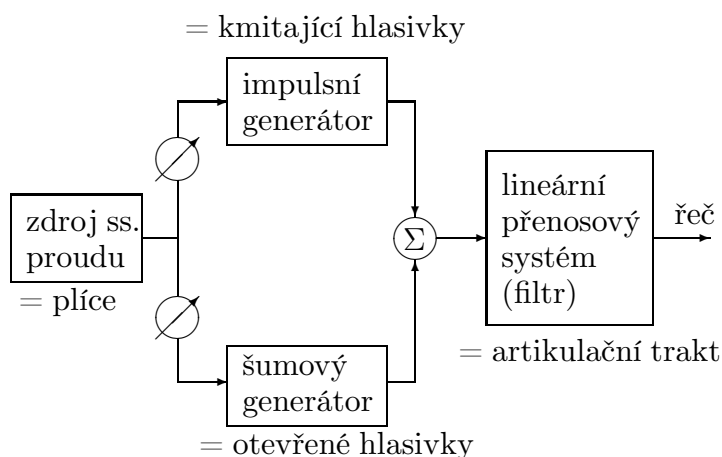 = kmitající hlasivky
impulsní
generátor
zdroj ss.
proudu
= plíce
Σ
lineární
přenosový
systém
(filtr)
řeč
= artikulační trakt
šumový
generátor
= otevřené hlasivky